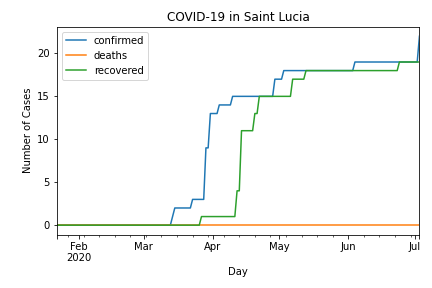 COVID-19 in Saint Lucia
confirmed
deaths
recovered
Number of Cases
20
15
10
5
0
Feb
2020
Mar
Apr
May
Jun
Jul
Day